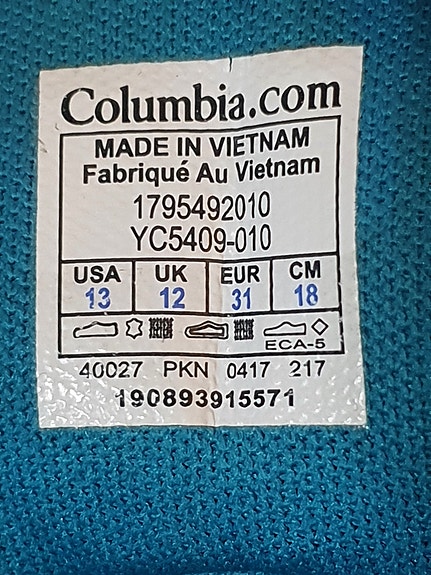 Columbia.com
MADE IN VIETNAM
Fabriqué Au Vietnam
1795492010
YC5409-010
USA UK EUR CM
13 12 31 18
ECA-5
40027 PKN 0417 217
190893915571